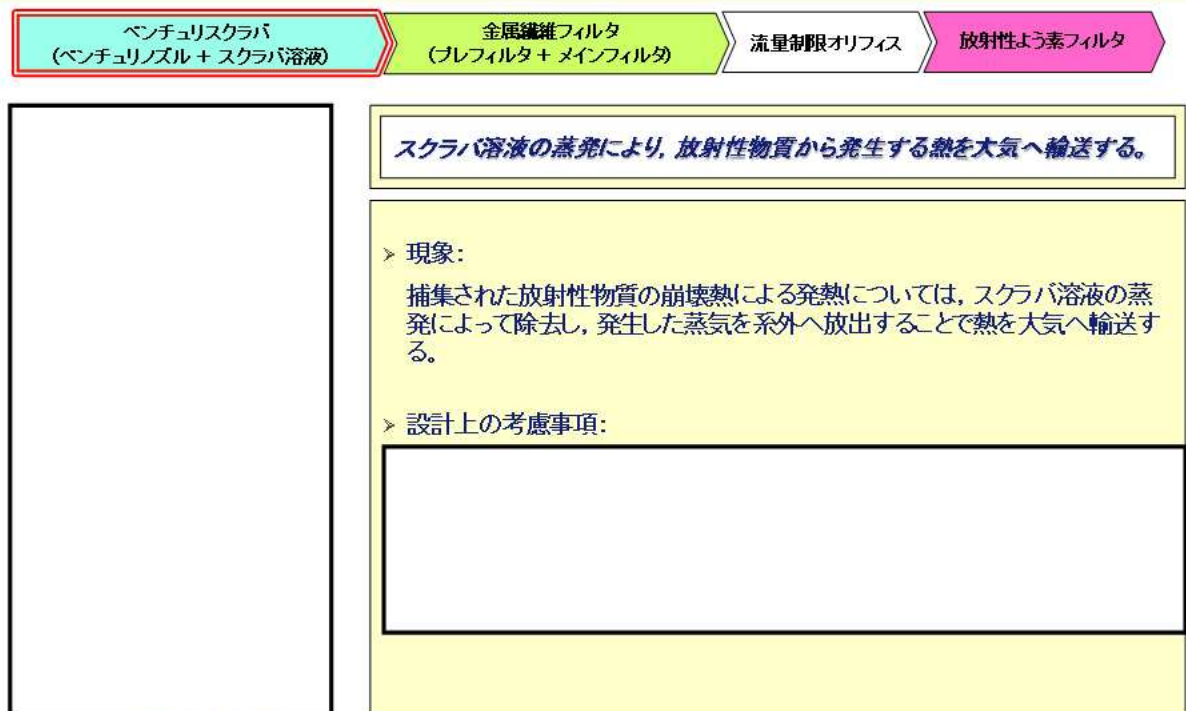 ベンチュリスクラバ
(ベンチュリノズル + スクラバ溶液)
金属繊維フィルタ
(プレフィルタ + メインフィルタ)
流量制限オリフィス
放射性よう素フィルタ
スクラバ溶液の蒸発により, 放射性物質から発生する熱を大気へ輸送する。
➢ 現象:
捕集された放射性物質の崩壊熱による発熱については, スクラバ溶液の蒸
発によって除去し, 発生した蒸気を系外へ放出することで熱を大気へ輸送す
る。
➢ 設計上の考慮事項: